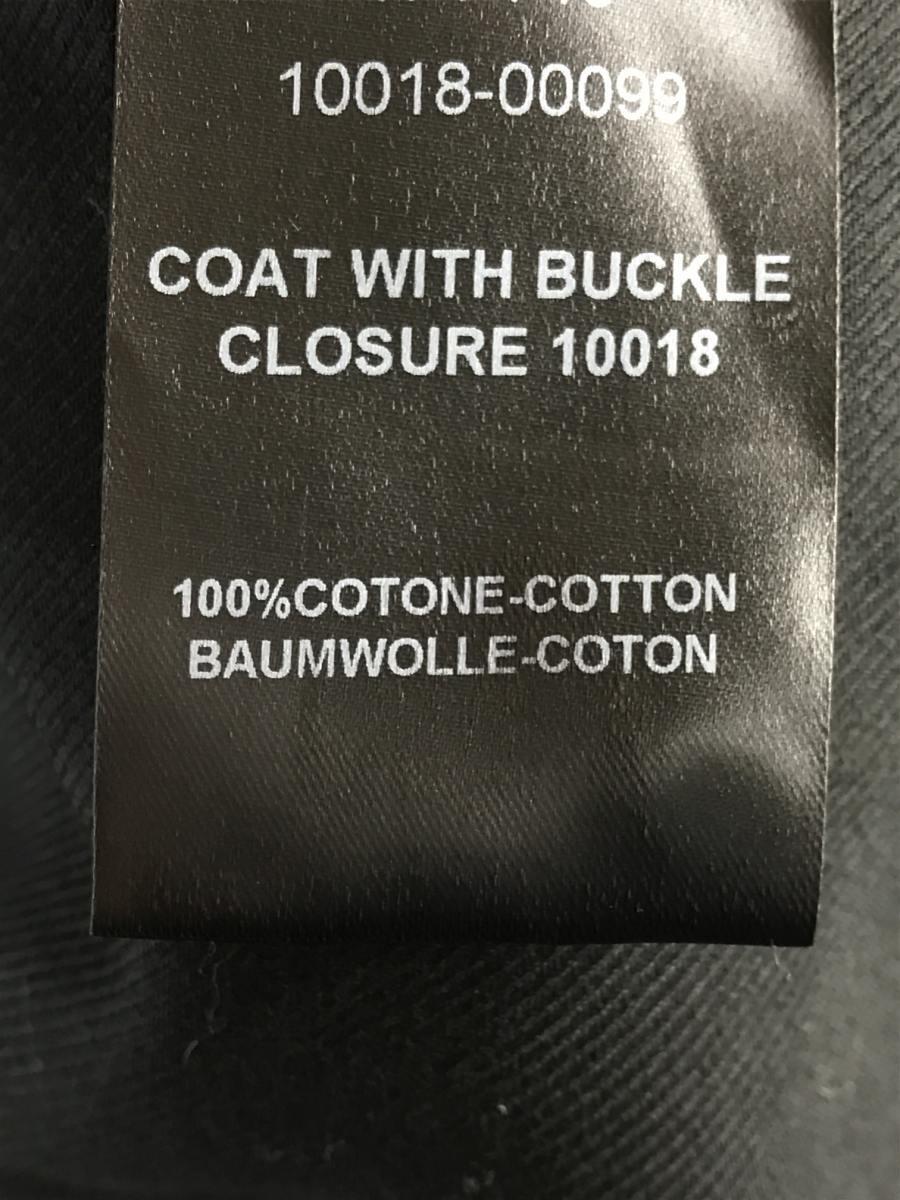 10018-00099
COAT WITH BUCKLE
CLOSURE 10018
100%COTONE-COTTON
BAUMWOLLE-COTON